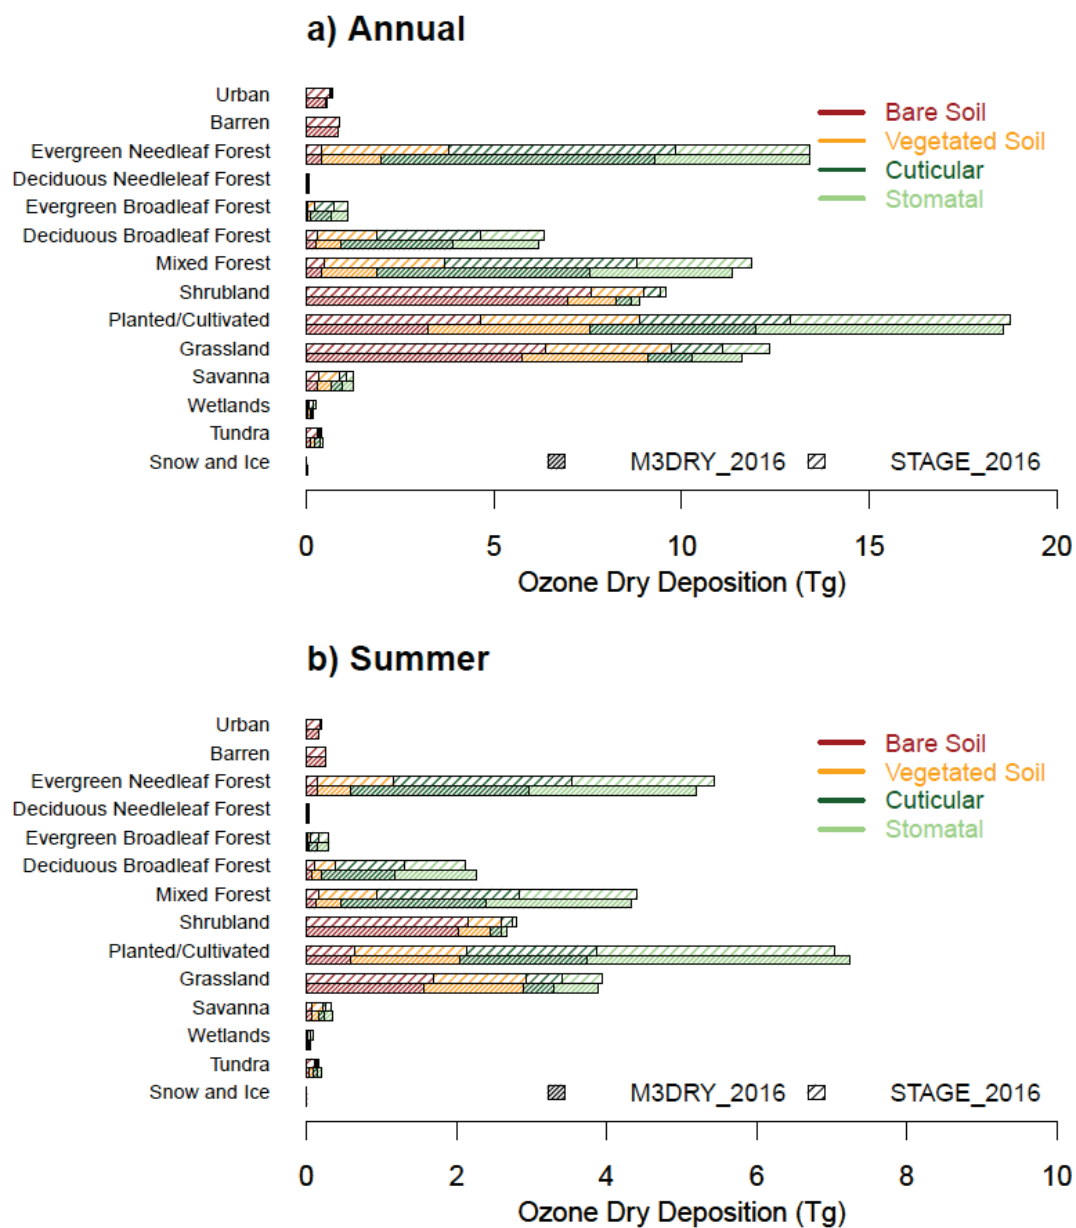 a) Annual
Urban
Barren
Evergreen Needleaf Forest
Deciduous Needleleaf Forest
Evergreen Broadleaf Forest
Deciduous Broadleaf Forest
Mixed Forest
Shrubland
Planted/Cultivated
Grassland
Savanna
Wetlands
Tundra
Snow and Ice
Bare Soil
Vegetated Soil
Cuticular
Stomatal
M3DRY_2016 STAGE_2016
0 5 10 15 20
Ozone Dry Deposition (Tg)
b) Summer
Urban
Barren
Evergreen Needleaf Forest
Deciduous Needleleaf Forest
Evergreen Broadleaf Forest
Deciduous Broadleaf Forest
Mixed Forest
Shrubland
Planted/Cultivated
Grassland
Savanna
Wetlands
Tundra
Snow and Ice
Bare Soil
Vegetated Soil
Cuticular
Stomatal
M3DRY_2016 STAGE_2016
0 2 4 6 8 10
Ozone Dry Deposition (Tg)